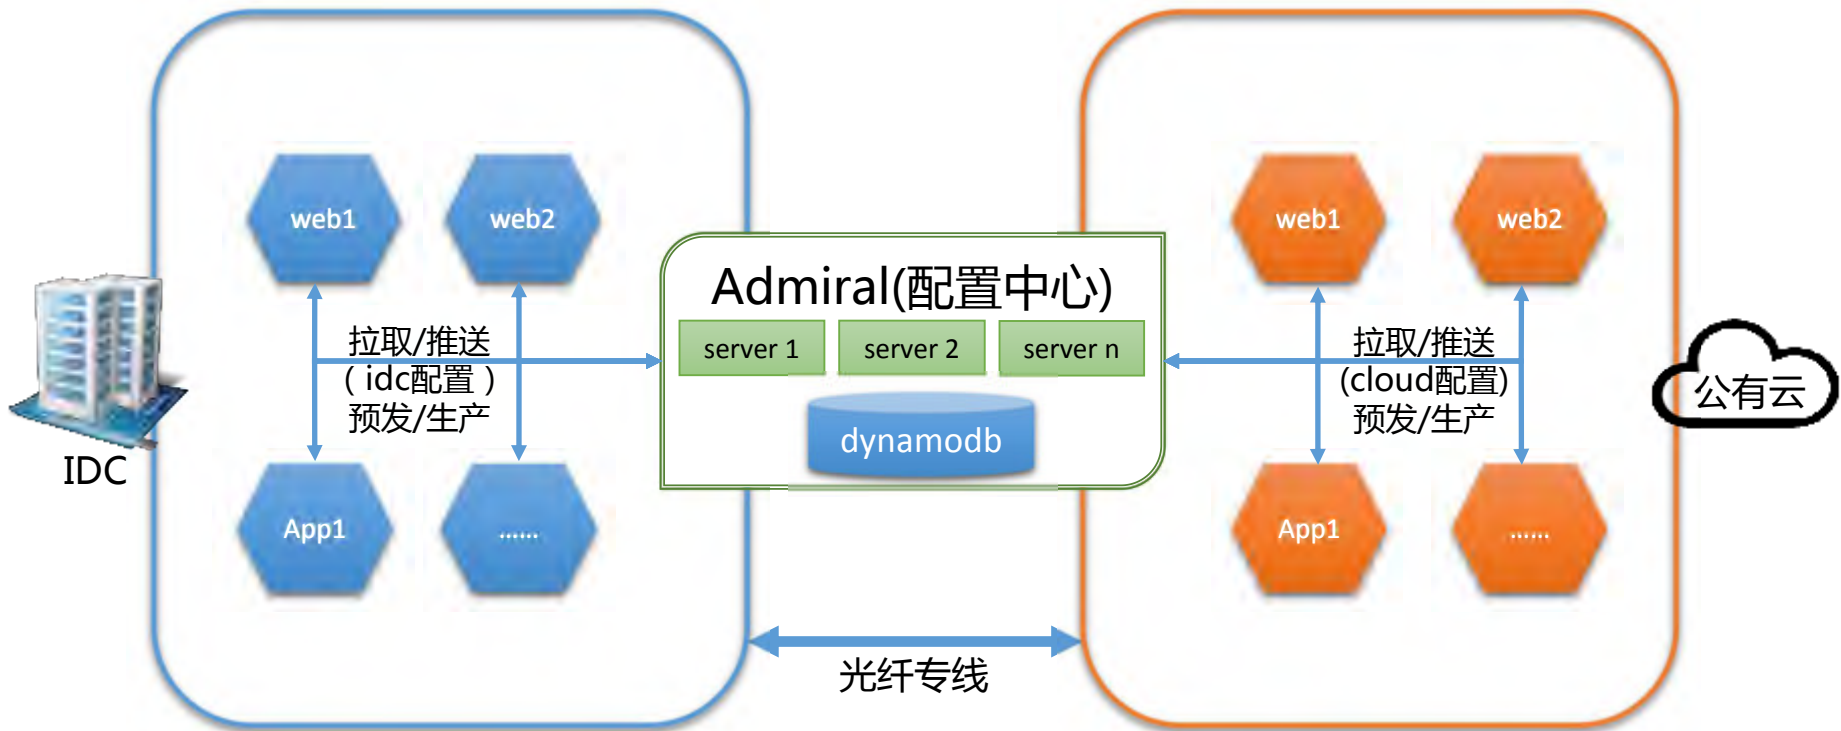 web1
web2
拉取/推送
（idc配置）
预发/生产
App1
......
IDC
Admiral(配置中心)
server 1
server 2
server n
dynamodb
光纤专线
web1
web2
拉取/推送
(cloud配置)
预发/生产
App1
......
公有云